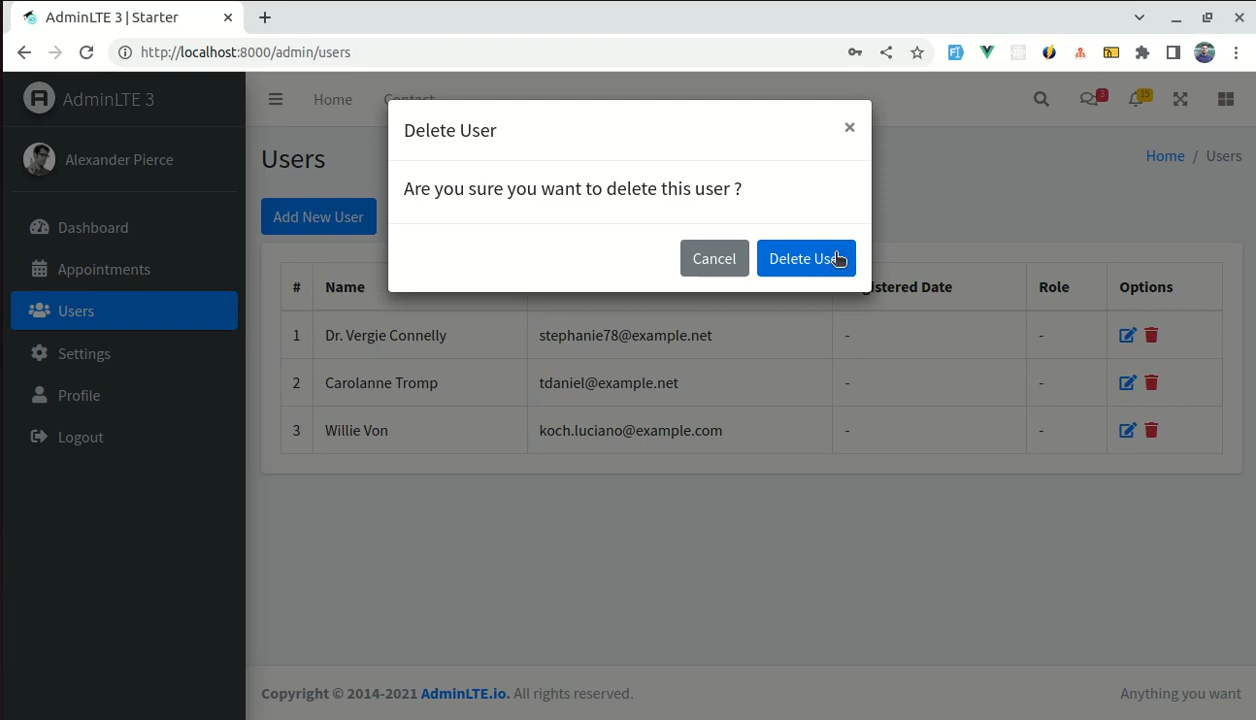 AdminLTE 3 | Starter
http://localhost:8000/admin/users
AdminLTE 3
Home
Contact
3
15
Alexander Pierce
Dashboard
Appointments
Users
Settings
Profile
Logout
Users
Home / Users
Add New User
Delete User
×
Are you sure you want to delete this user ?
Cancel
Delete
# Name Date Role Options
1 Dr. Vergie Connelly stephanie78@example.net - -
2 Carolanne Tromp tdaniel@example.net - -
3 Willie Von koch.luciano@example.com - -
Copyright © 2014-2021 AdminLTE.io. All rights reserved.
Anything you want